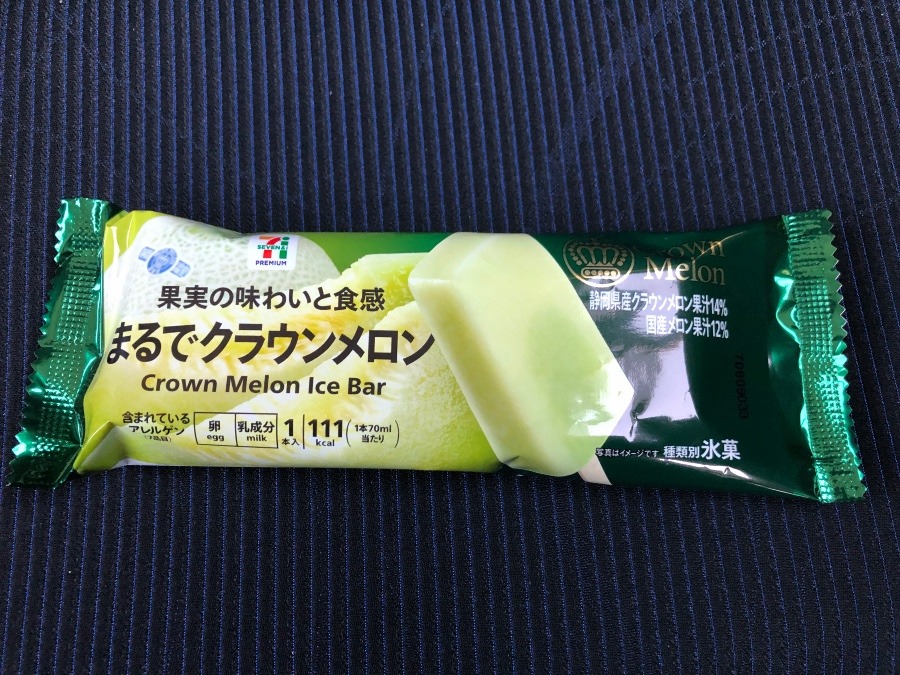 SEVEN&i
PREMIUM
果実の味わいと食感
まるでクラウンメロン
Crown Melon Ice Bar
含まれている
アレルゲン
(7品目)
卵
egg
乳成分
milk
1
本入
111
kcal
(1本70ml
当たり)
Crown
Melon
静岡県産クラウンメロン果汁14%
国産メロン果汁12%
写真はイメージです 種類別 氷菓